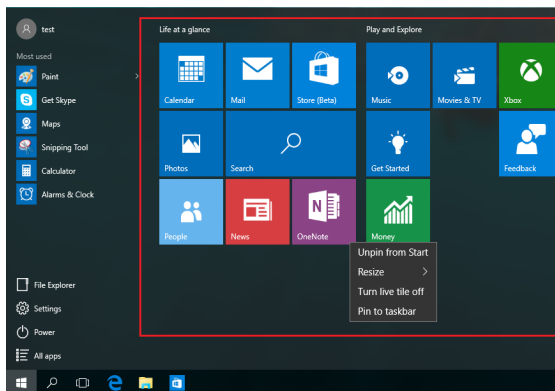 test
Most used
Paint
Get Skype
Maps
Snipping Tool
Calculator
Alarms & Clock
File Explorer
Settings
Power
All apps
Life at a glance
Calendar
Mail
Store (Beta)
Photos
Search
People
News
OneNote
Play and Explore
Music
Movies & TV
Xbox
Get Started
Feedback
Money
Unpin from Start
Resize
Turn live tile off
Pin to taskbar